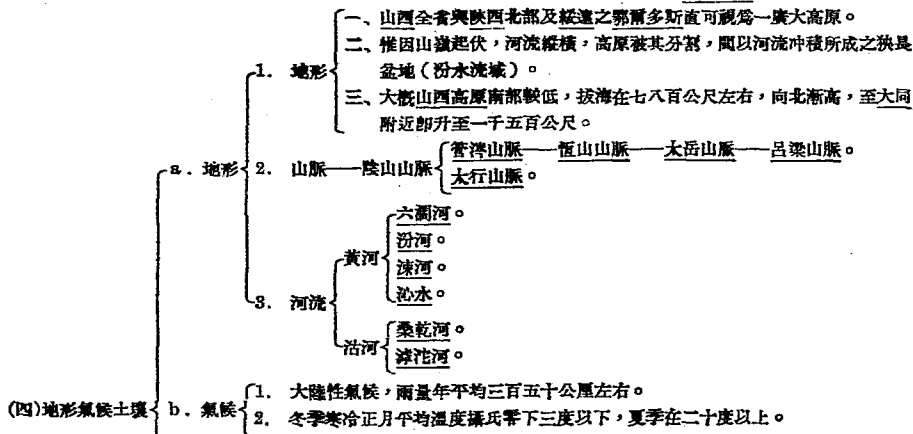 一、山西全省與陝西北部及綏遠之鄂爾多斯直可視爲一廣大高原。
二、惟因山嶺起伏，河流縱橫，高原被其分割，間以河流冲積所成之狹長
盆地（汾水流域）。
1. 地形
三、大概山西高原南部較低，拔海在七八百公尺左右，向北漸高，至大同
附近卽升至一千五百公尺。
a. 地形
2. 山脈——陰山山脈
管涔山脈——恆山山脈——太岳山脈——呂梁山脈。
太行山脈。
3. 河流
黃河
汾河。
涑河。
沁水。
沽河
桑乾河。
滹沱河。
(四)地形氣候土壤
b. 氣候
1. 大陸性氣候，雨量年平均三百五十公厘左右。
2. 冬季寒冷正月平均溫度攝氏零下三度以下，夏季在二十度以上。